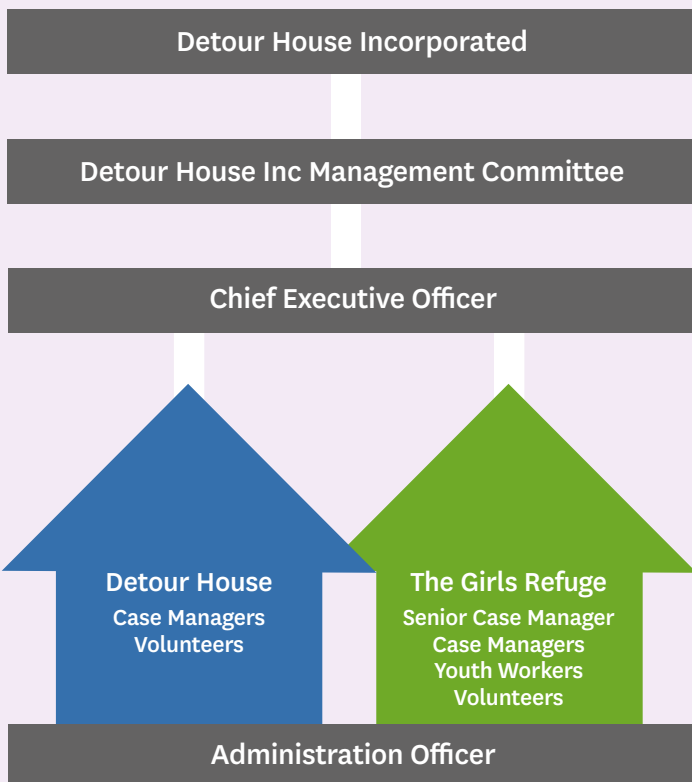 Detour House Incorporated
Detour House Inc Management Committee
Chief Executive Officer
Detour House
Case Managers
Volunteers
The Girls Refuge
Senior Case Manager
Case Managers
Youth Workers
Volunteers
Administration Officer